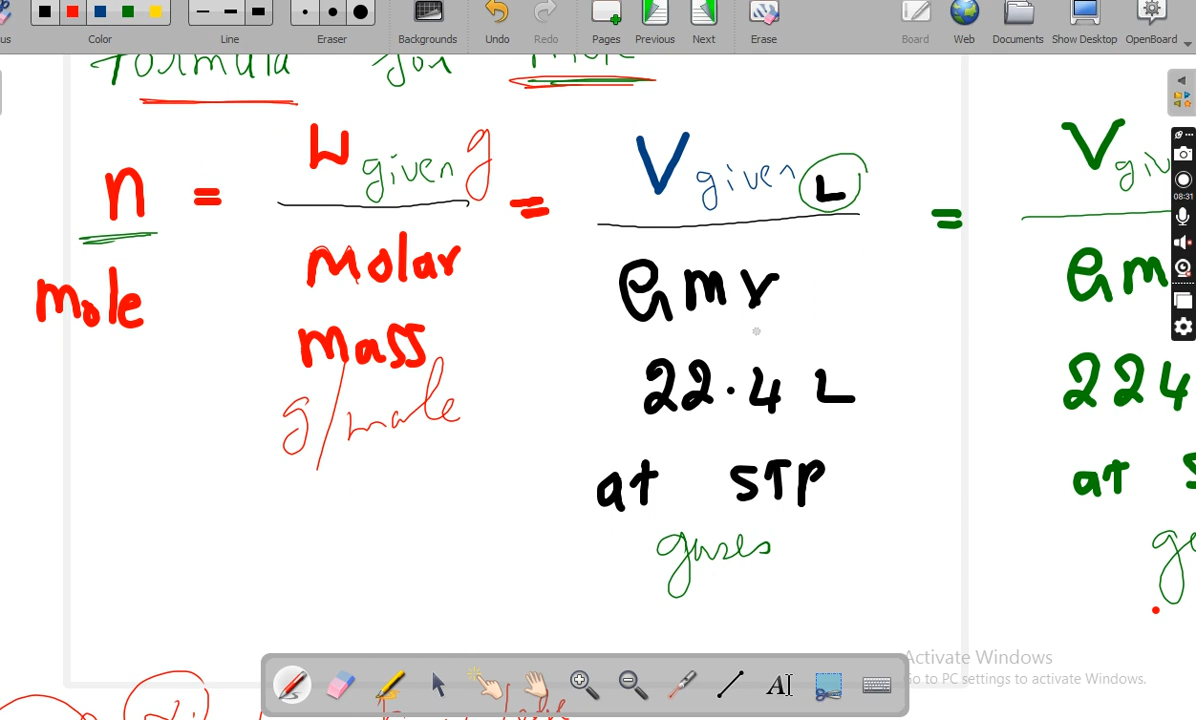 Color Line Eraser Backgrounds Undo Redo Pages Previous Next Erase Board Web Documents Show Desktop OpenBoard
Formula for mole
n = W given g = V given L = V
mole molar Gmv Gm
mass 22.4 L 224
g/mole at STP at S
gases
08:31
Activate Windows
Go to PC settings to activate Windows.